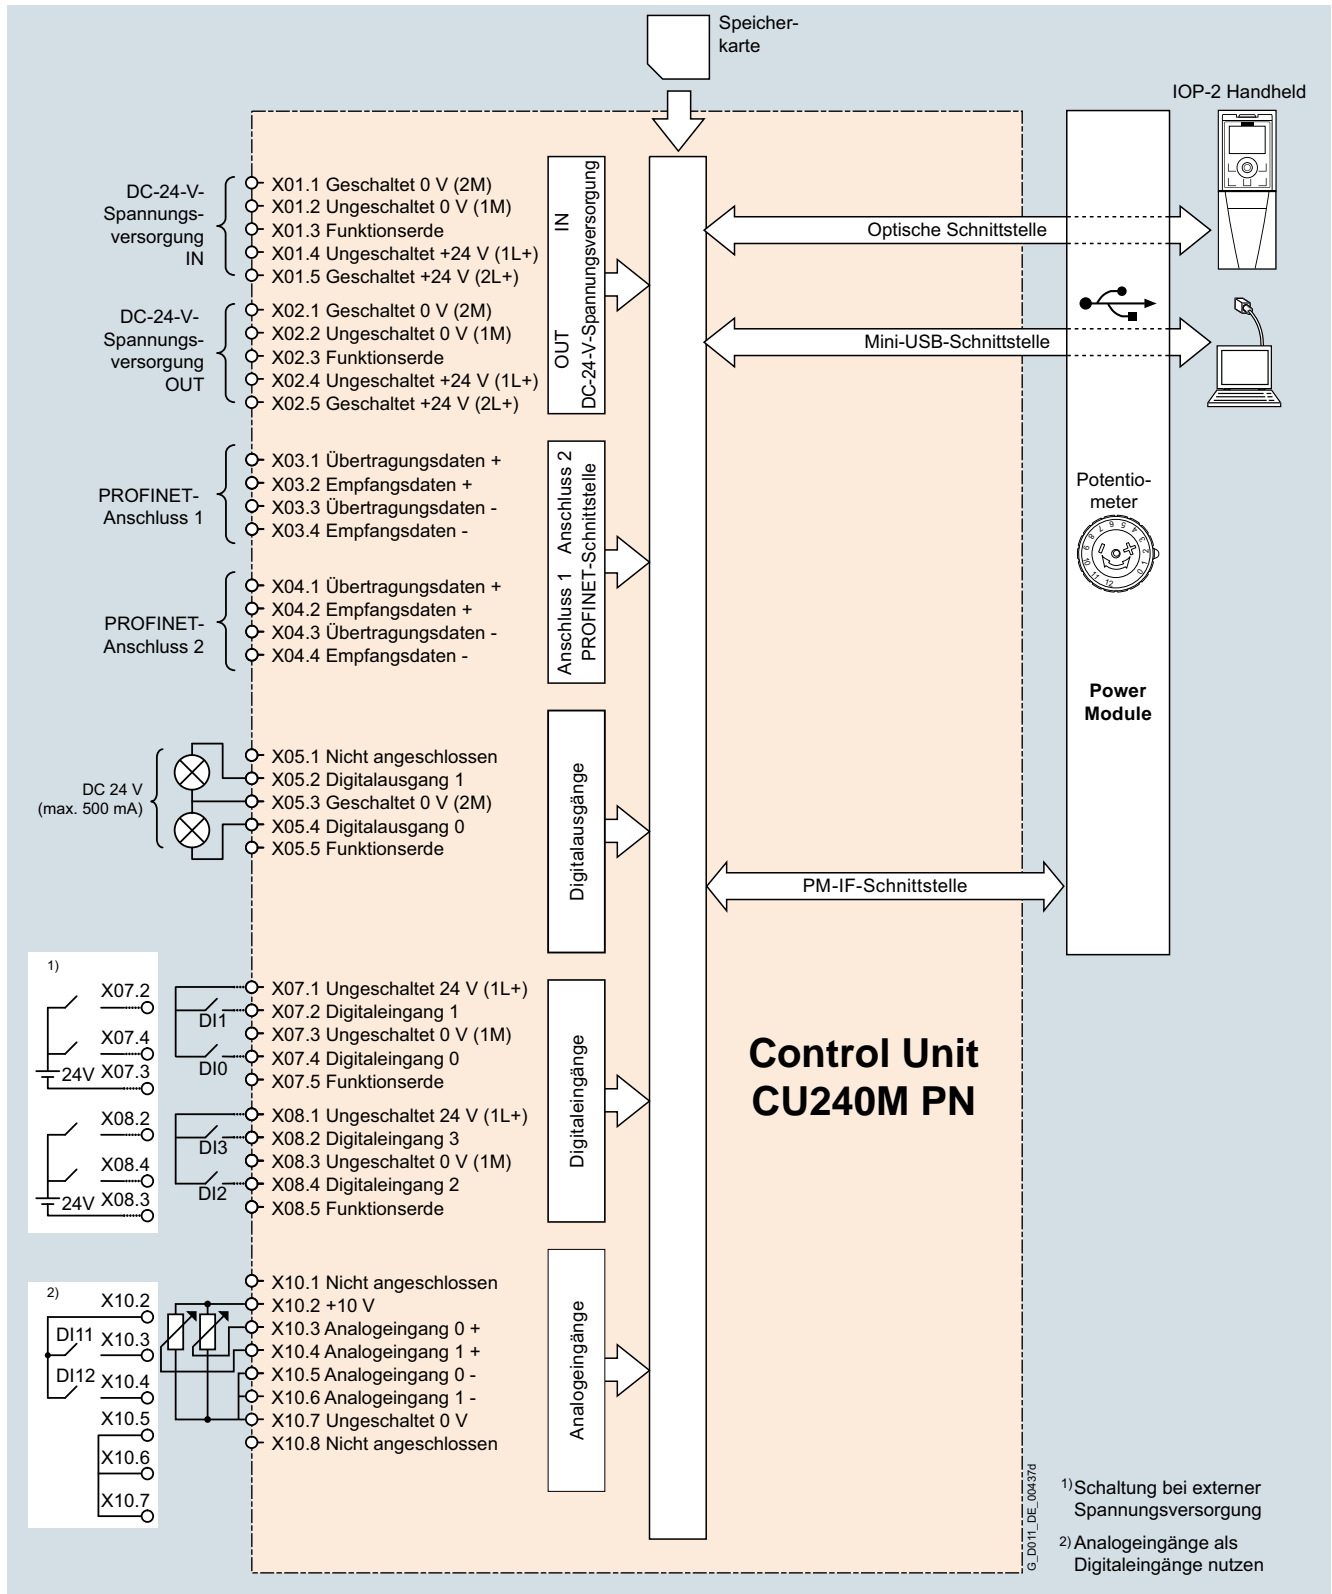 Speicher-
karte
IOP-2 Handheld
DC-24-V-
Spannungs-
versorgung
IN
X01.1 Geschaltet 0 V (2M)
X01.2 Ungeschaltet 0 V (1M)
X01.3 Funktionserde
X01.4 Ungeschaltet +24 V (1L+)
X01.5 Geschaltet +24 V (2L+)
DC-24-V-
Spannungs-
versorgung
OUT
X02.1 Geschaltet 0 V (2M)
X02.2 Ungeschaltet 0 V (1M)
X02.3 Funktionserde
X02.4 Ungeschaltet +24 V (1L+)
X02.5 Geschaltet +24 V (2L+)
OUT IN
DC-24-V-Spannungsversorgung
Optische Schnittstelle
Mini-USB-Schnittstelle
PROFINET-
Anschluss 1
X03.1 Übertragungsdaten +
X03.2 Empfangsdaten +
X03.3 Übertragungsdaten -
X03.4 Empfangsdaten -
PROFINET-
Anschluss 2
X04.1 Übertragungsdaten +
X04.2 Empfangsdaten +
X04.3 Übertragungsdaten -
X04.4 Empfangsdaten -
Anschluss 1 Anschluss 2
PROFINET-Schnittstelle
Potentio-
meter
0 1 2 3 4 5 6 7 8 9 10 11 12
- +
Power
Module
DC 24 V
(max. 500 mA)
X05.1 Nicht angeschlossen
X05.2 Digitalausgang 1
X05.3 Geschaltet 0 V (2M)
X05.4 Digitalausgang 0
X05.5 Funktionserde
Digitalausgänge
PM-IF-Schnittstelle
1)
X07.2
X07.4
24V X07.3
X08.2
X08.4
24V X08.3
DI1
DI0
DI3
DI2
X07.1 Ungeschaltet 24 V (1L+)
X07.2 Digitaleingang 1
X07.3 Ungeschaltet 0 V (1M)
X07.4 Digitaleingang 0
X07.5 Funktionserde
X08.1 Ungeschaltet 24 V (1L+)
X08.2 Digitaleingang 3
X08.3 Ungeschaltet 0 V (1M)
X08.4 Digitaleingang 2
X08.5 Funktionserde
Digitaleingänge
Control Unit
CU240M PN
2)
X10.2
DI11 X10.3
DI12 X10.4
X10.5
X10.6
X10.7
X10.1 Nicht angeschlossen
X10.2 +10 V
X10.3 Analogeingang 0 +
X10.4 Analogeingang 1 +
X10.5 Analogeingang 0 -
X10.6 Analogeingang 1 -
X10.7 Ungeschaltet 0 V
X10.8 Nicht angeschlossen
Analogeingänge
G_D011_DE_00437d
1) Schaltung bei externer
Spannungsversorgung
2) Analogeingänge als
Digitaleingänge nutzen